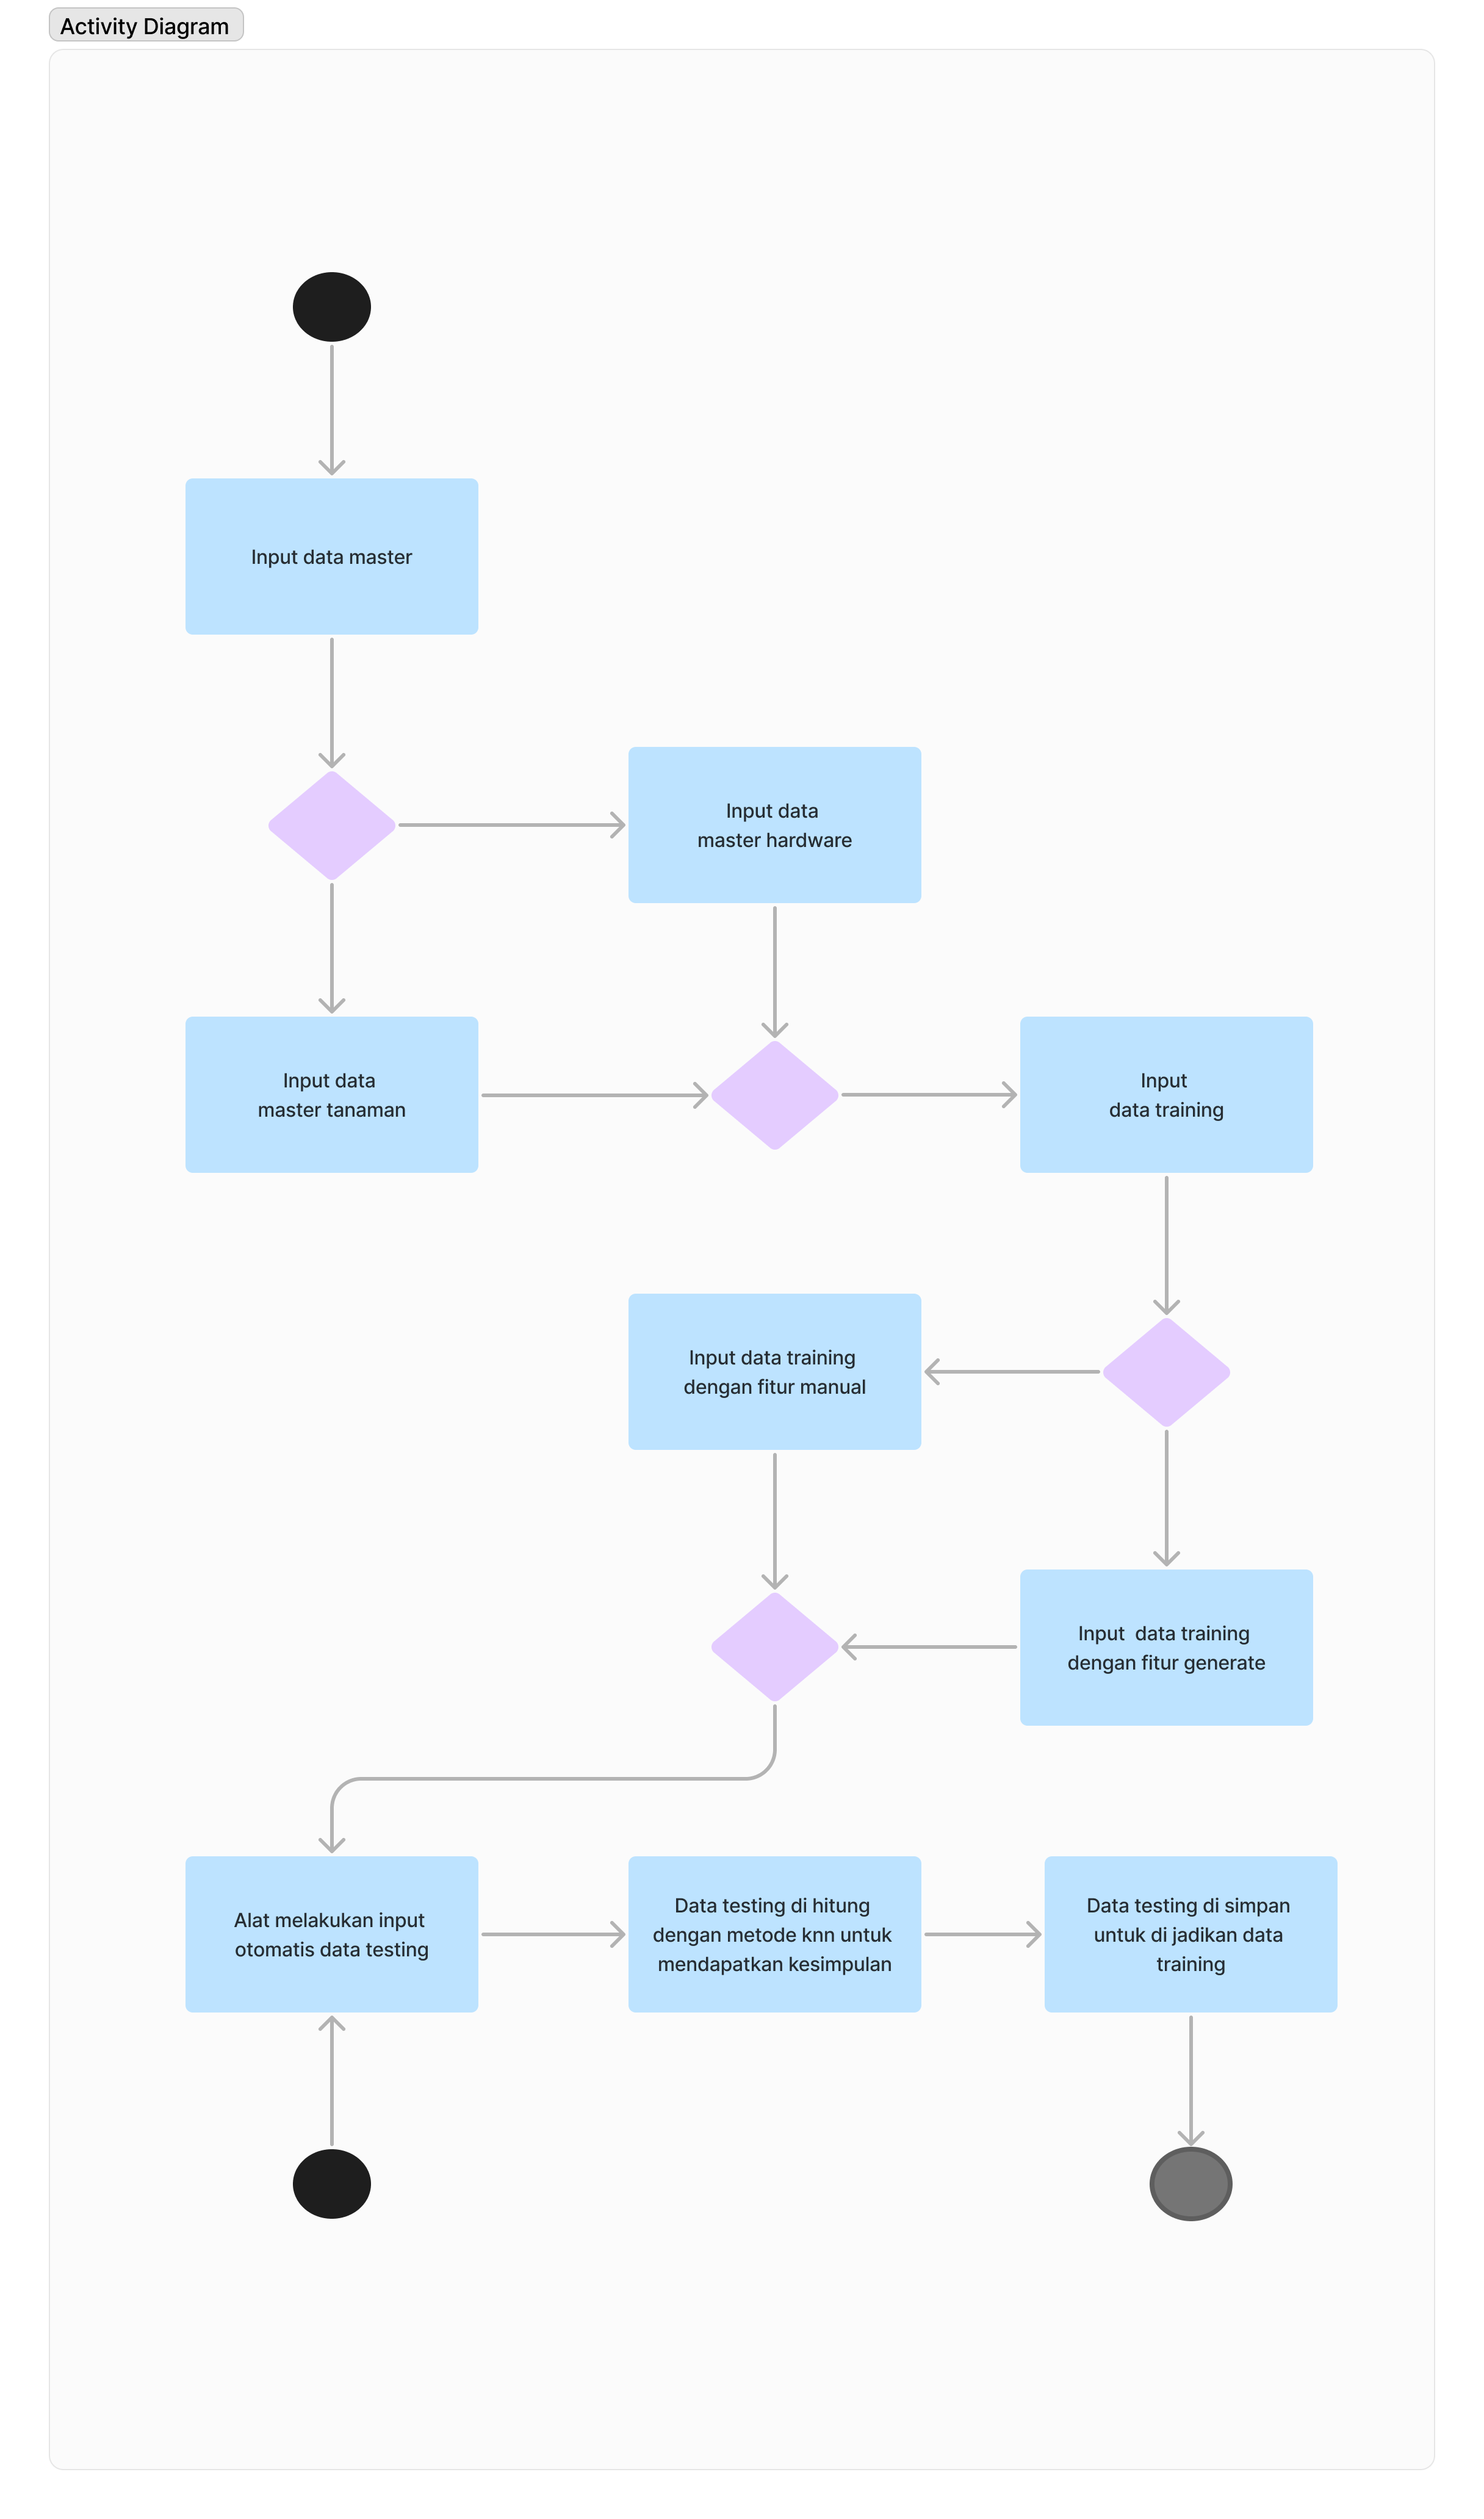 Activity Diagram
Input data master
Input data
master hardware
Input data
master tanaman
Input
data training
Input data training
dengan fitur manual
Input  data training
dengan fitur generate
Alat melakukan input
otomatis data testing
Data testing di hitung
dengan metode knn untuk
mendapatkan kesimpulan
Data testing di simpan
untuk di jadikan data
training